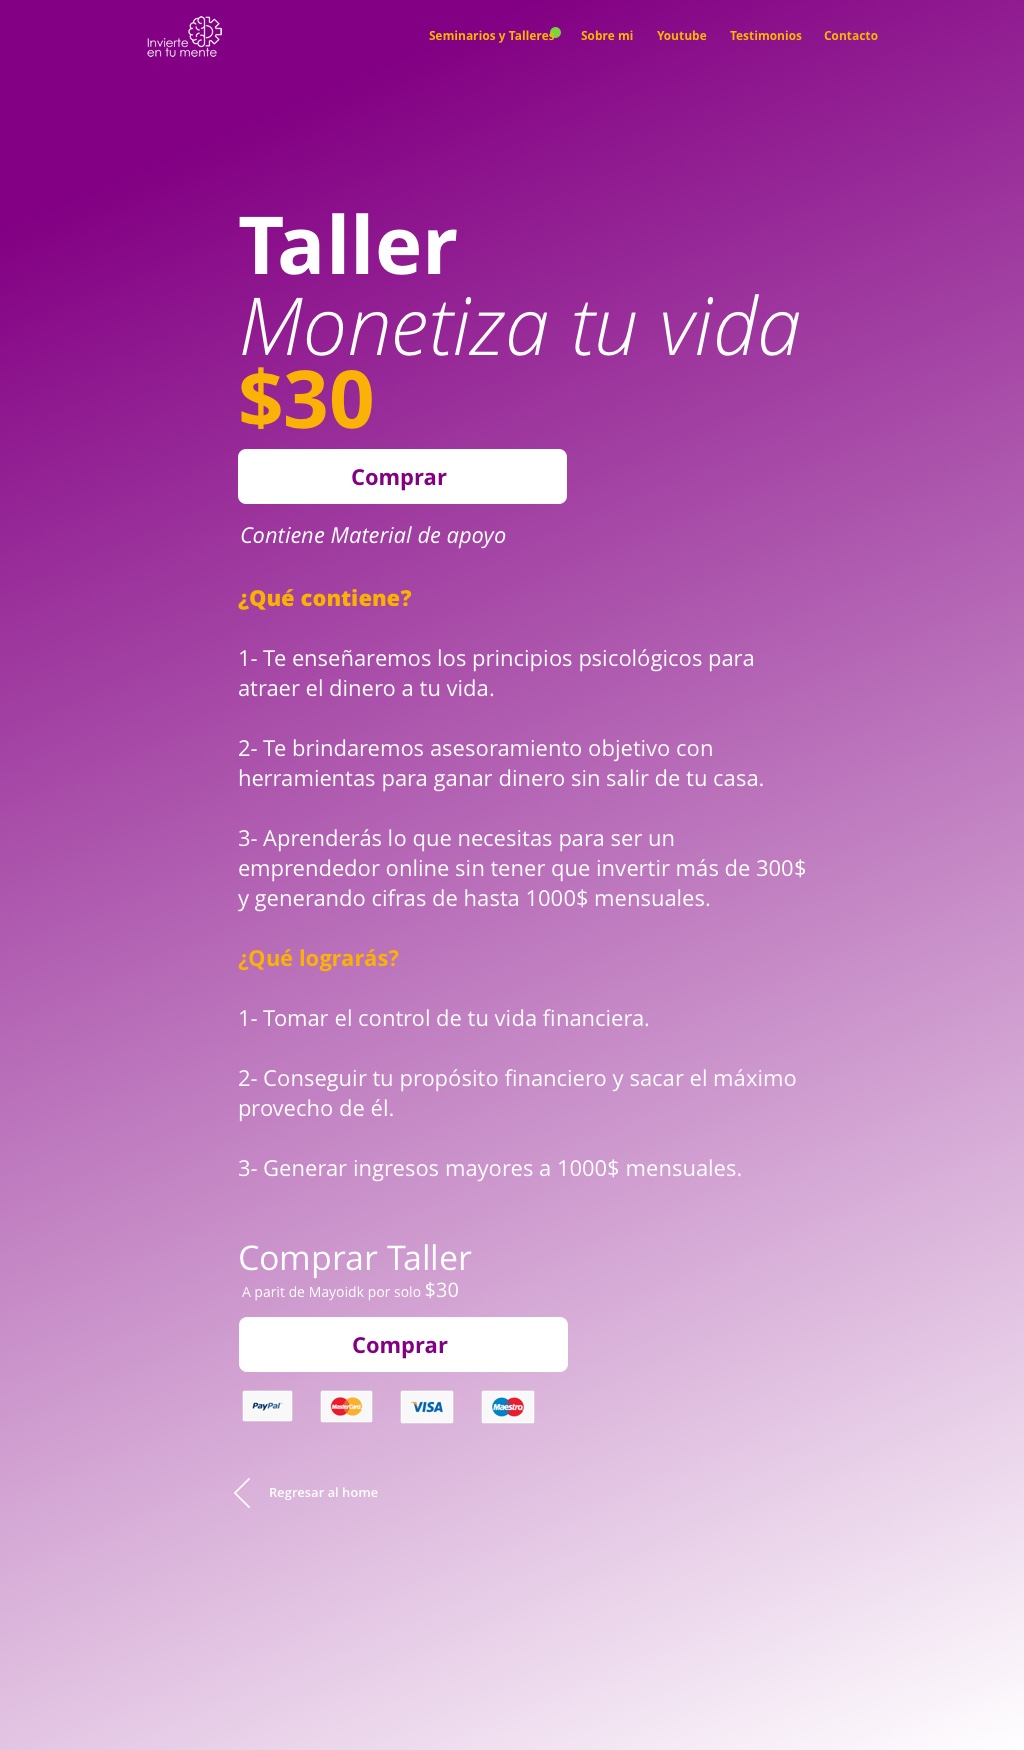 Invierte
en tu mente
Seminarios y Talleres Sobre mi Youtube Testimonios Contacto
Taller
Monetiza tu vida
$30
Comprar
Contiene Material de apoyo
¿Qué contiene?
1- Te enseñaremos los principios psicológicos para
atraer el dinero a tu vida.
2- Te brindaremos asesoramiento objetivo con
herramientas para ganar dinero sin salir de tu casa.
3- Aprenderás lo que necesitas para ser un
emprendedor online sin tener que invertir más de 300$
y generando cifras de hasta 1000$ mensuales.
¿Qué lograrás?
1- Tomar el control de tu vida financiera.
2- Conseguir tu propósito financiero y sacar el máximo
provecho de él.
3- Generar ingresos mayores a 1000$ mensuales.
Comprar Taller
A parit de Mayoidk por solo $30
Comprar
PayPal MasterCard VISA Maestro
Regresar al home